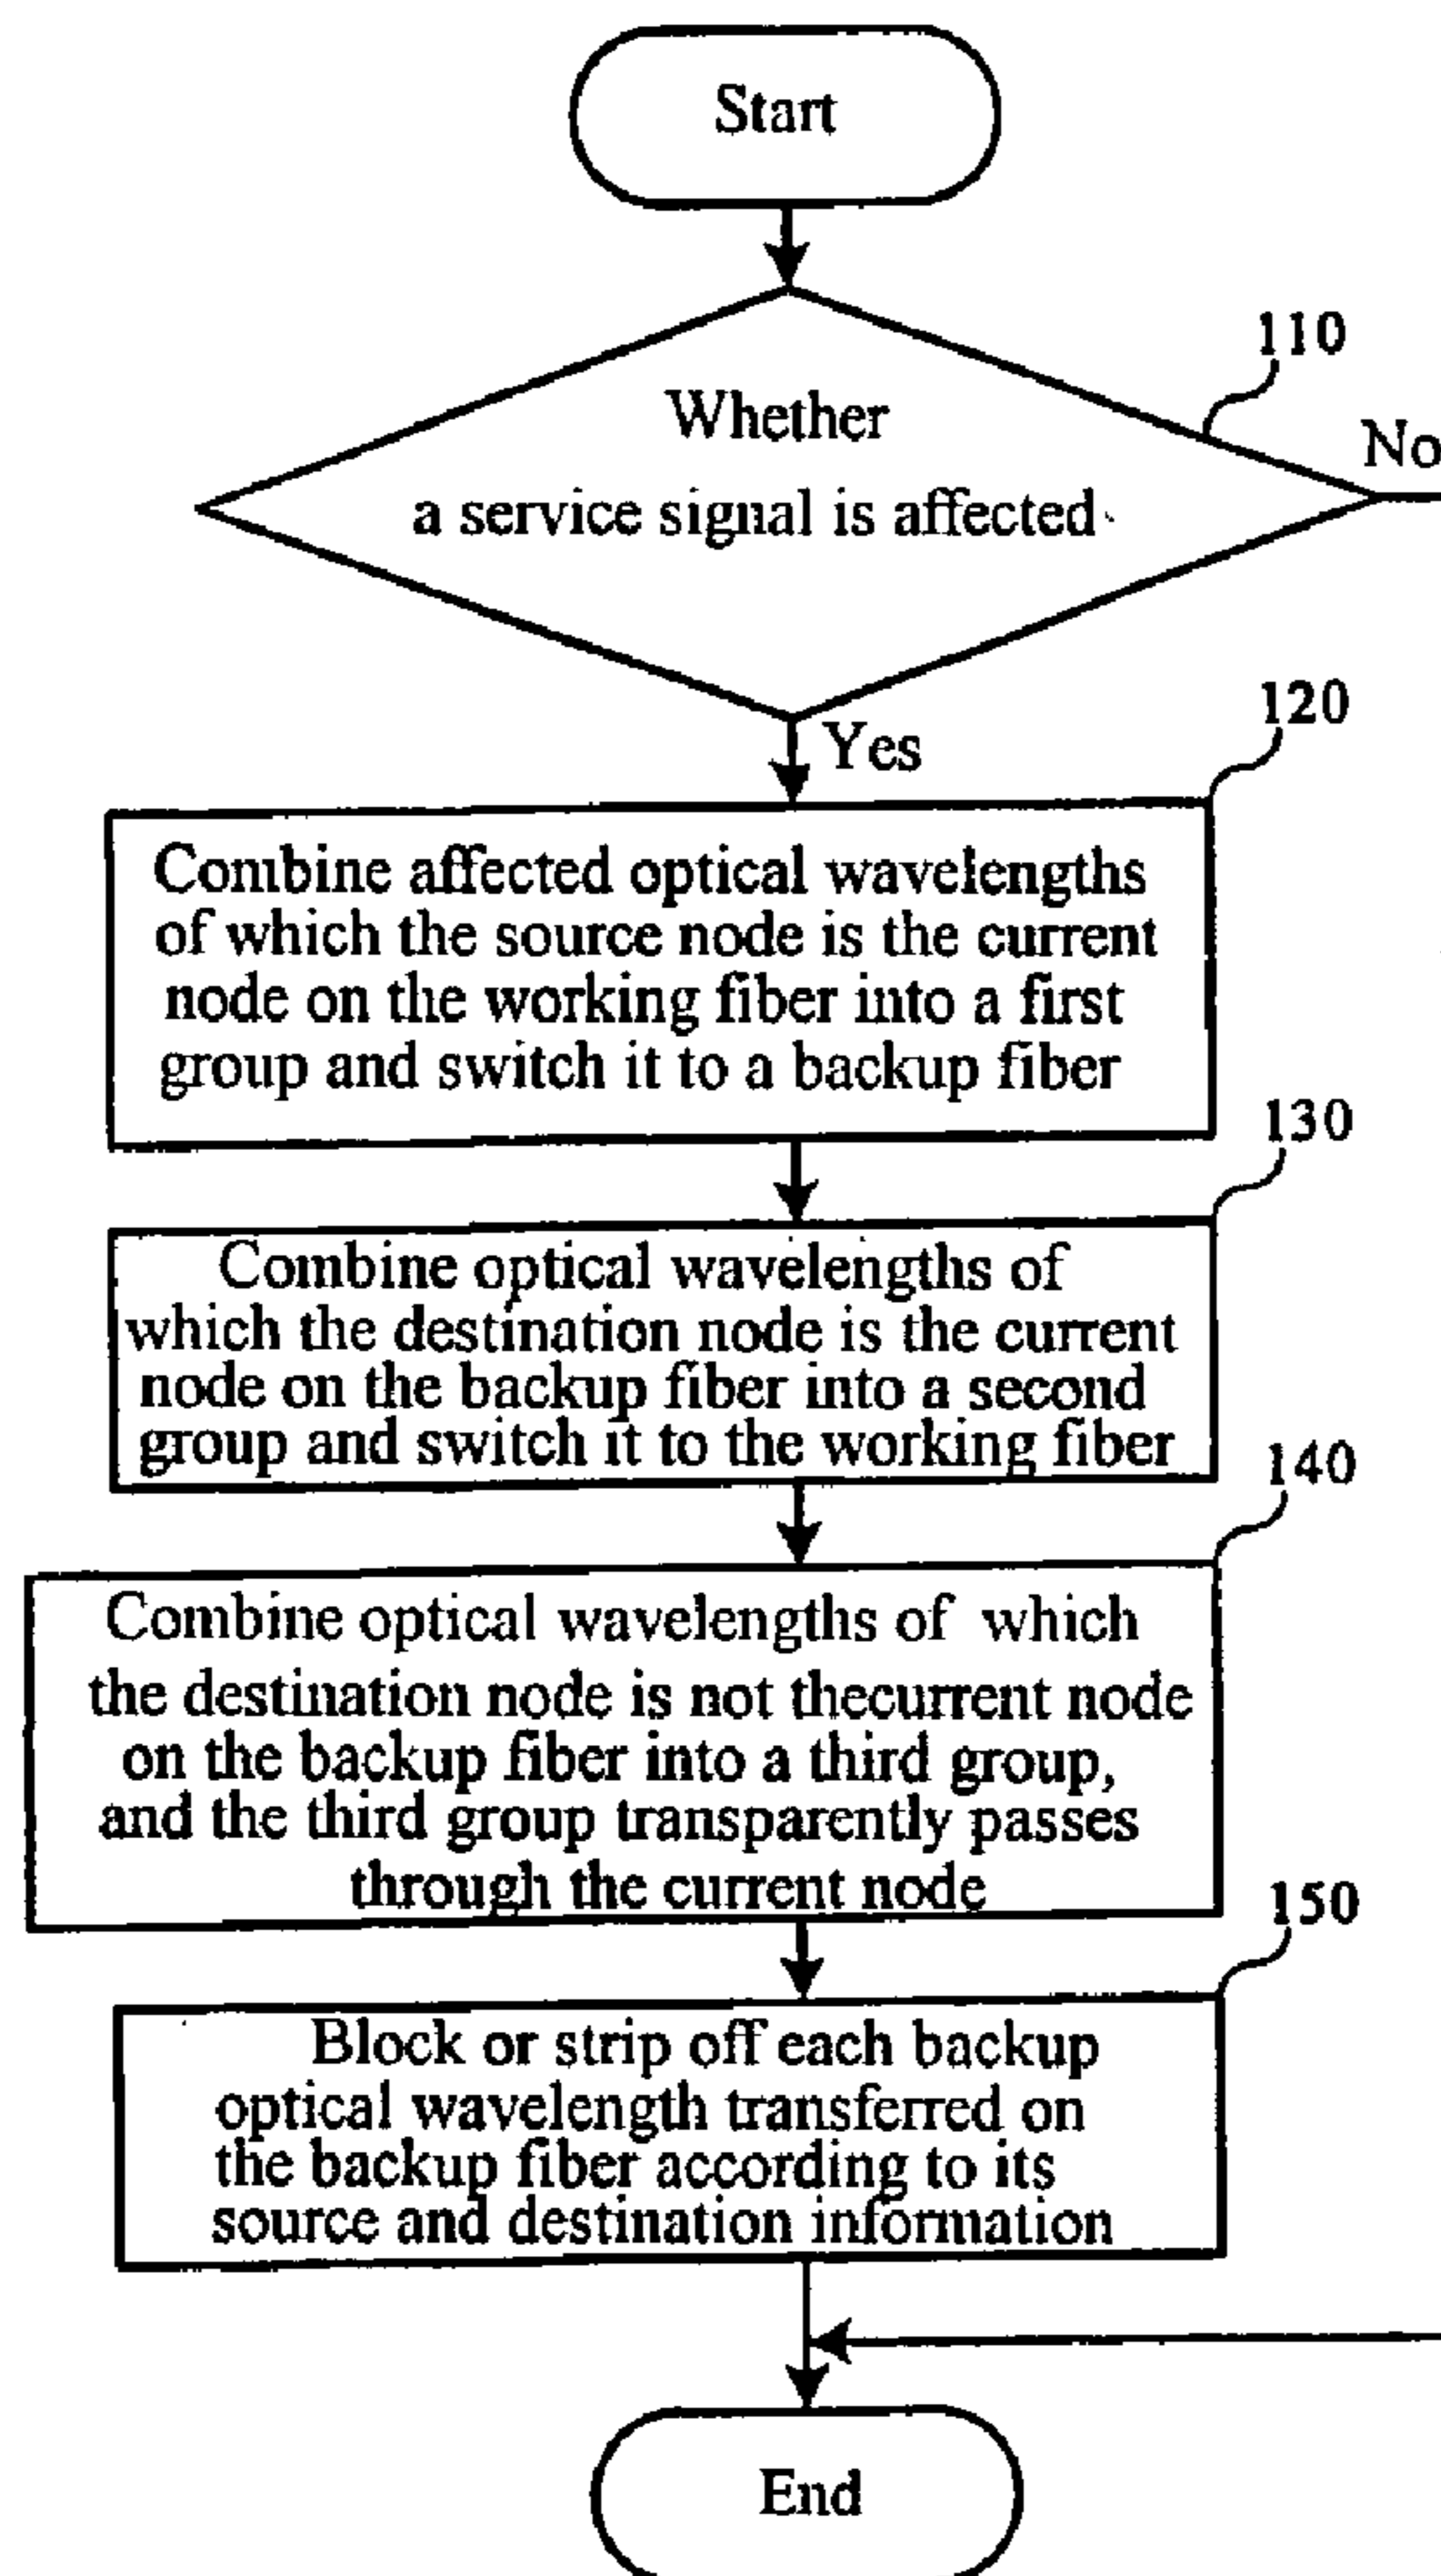 Start
110
Whether
a service signal is affected
No
Yes
120
Combine affected optical wavelengths
of which the source node is the current
node on the working fiber into a first
group and switch it to a backup fiber
130
Combine optical wavelengths of
which the destination node is the current
node on the backup fiber into a second
group and switch it to the working fiber
140
Combine optical wavelengths of which
the destination node is not thecurrent node
on the backup fiber into a third group,
and the third group transparently passes
through the current node
150
Block or strip off each backup
optical wavelength transferred on
the backup fiber according to its
source and destination information
End